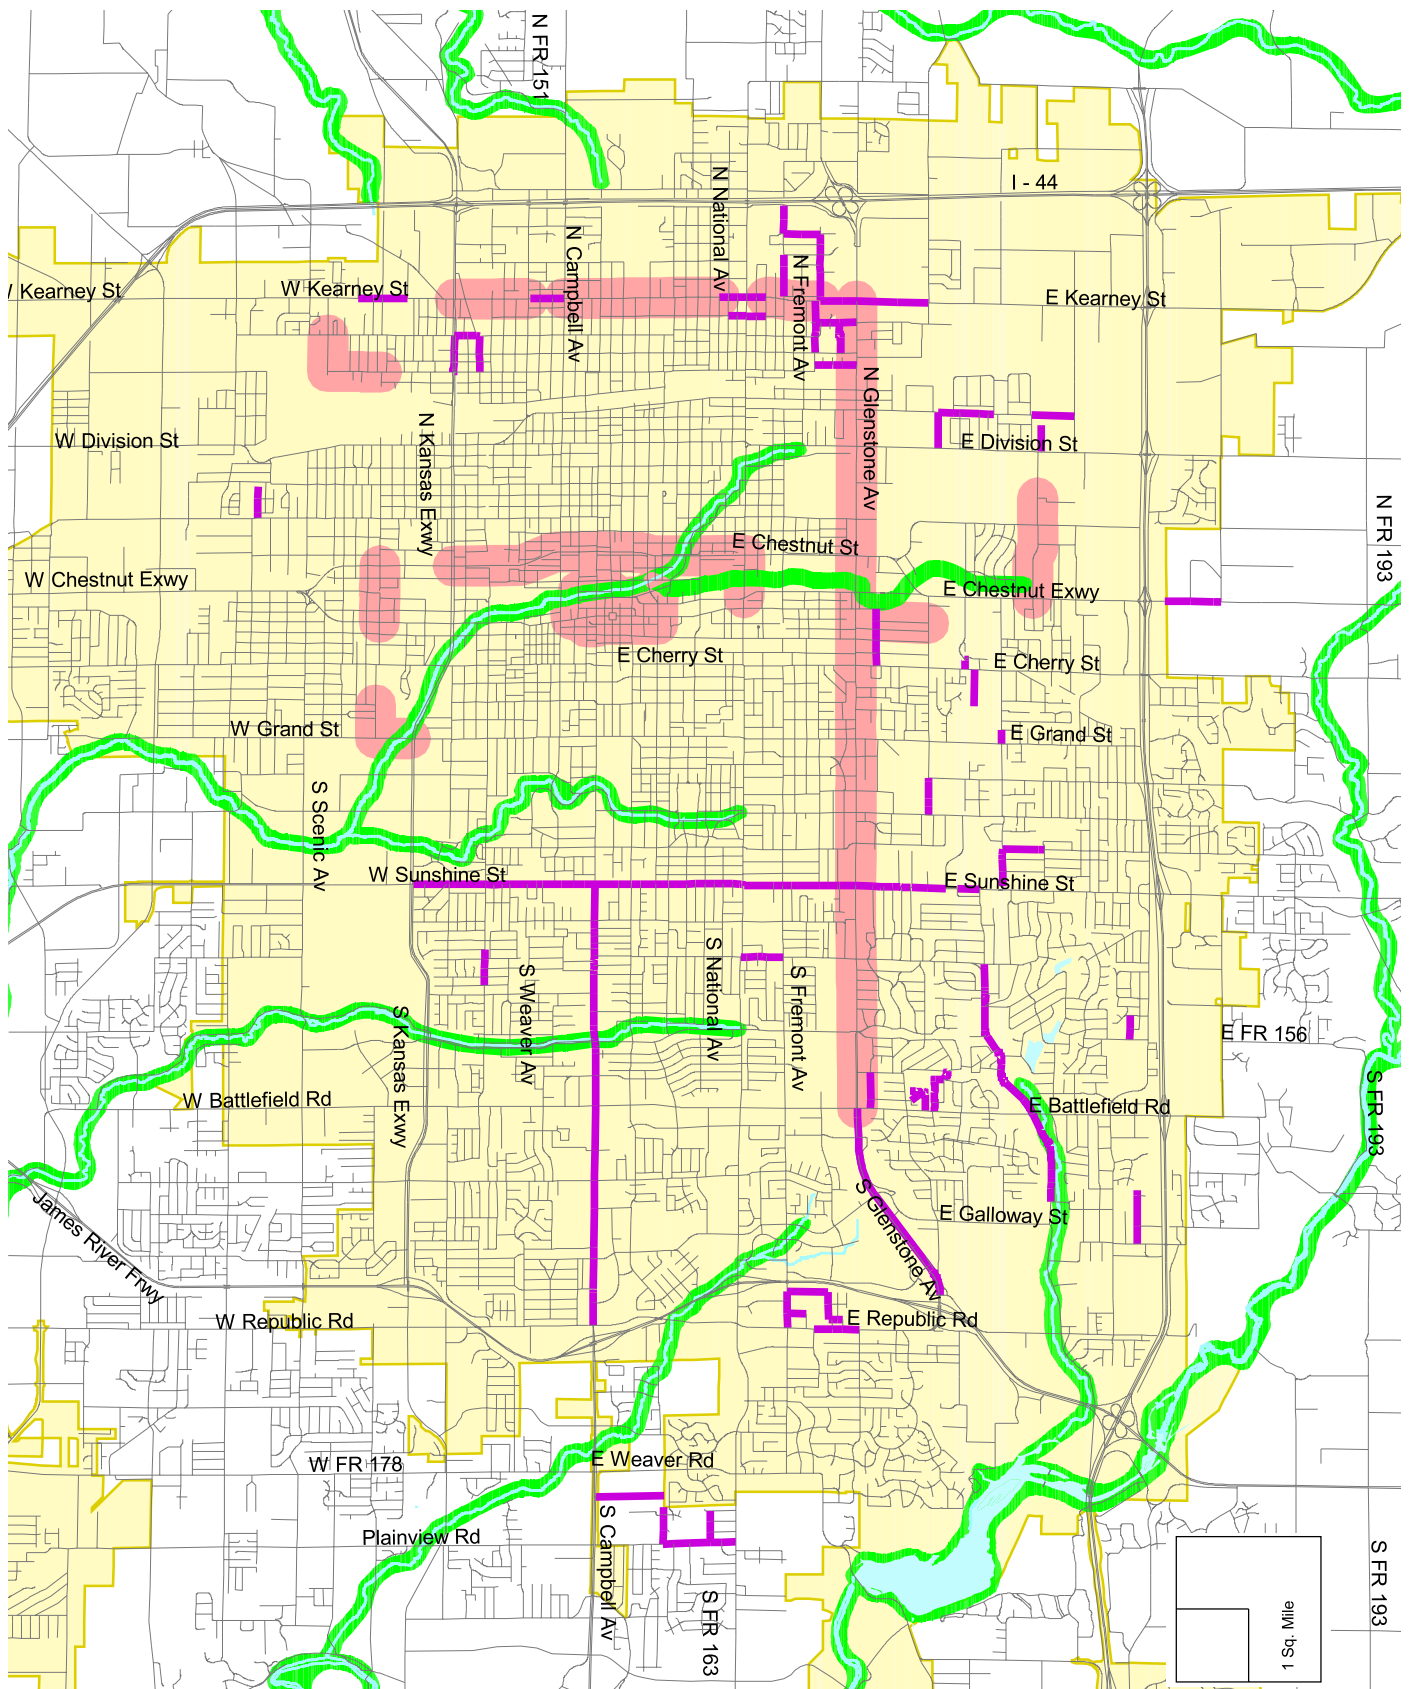 N FR 151
I - 44
N National Av
N Campbell Av
N Fremont Av
W Kearney St
W Kearney St
E Kearney St
N Glenstone Av
N Kansas Exwy
W Division St
E Division St
N FR 193
E Chestnut St
W Chestnut Exwy
E Chestnut Exwy
E Cherry St
E Cherry St
W Grand St
E Grand St
S Scenic Av
W Sunshine St
E Sunshine St
S National Av
S Weaver Av
S Fremont Av
S Kansas Exwy
E FR 156
S FR 193
W Battlefield Rd
E Battlefield Rd
James River Frwy
S Glenstone Av
E Galloway St
W Republic Rd
E Republic Rd
W FR 178
E Weaver Rd
Plainview Rd
S Campbell Av
S FR 163
S FR 193
1 Sq. Mile